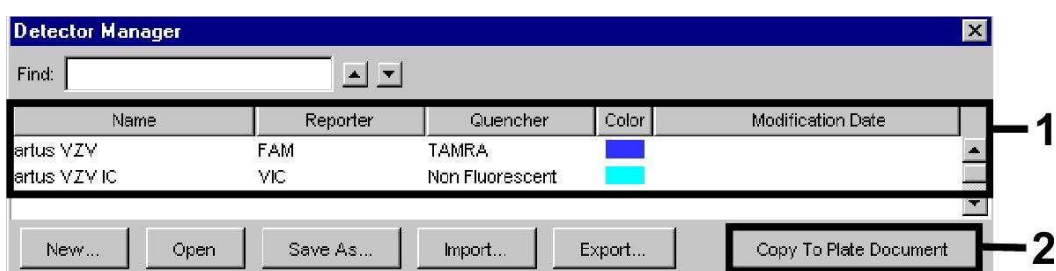 Detector Manager
Find:
Name Reporter Quencher Color Modification Date
artus VZV FAM TAMRA
artus VZV IC VIC Non Fluorescent
1
New... Open Save As... Import... Export... Copy To Plate Document
2